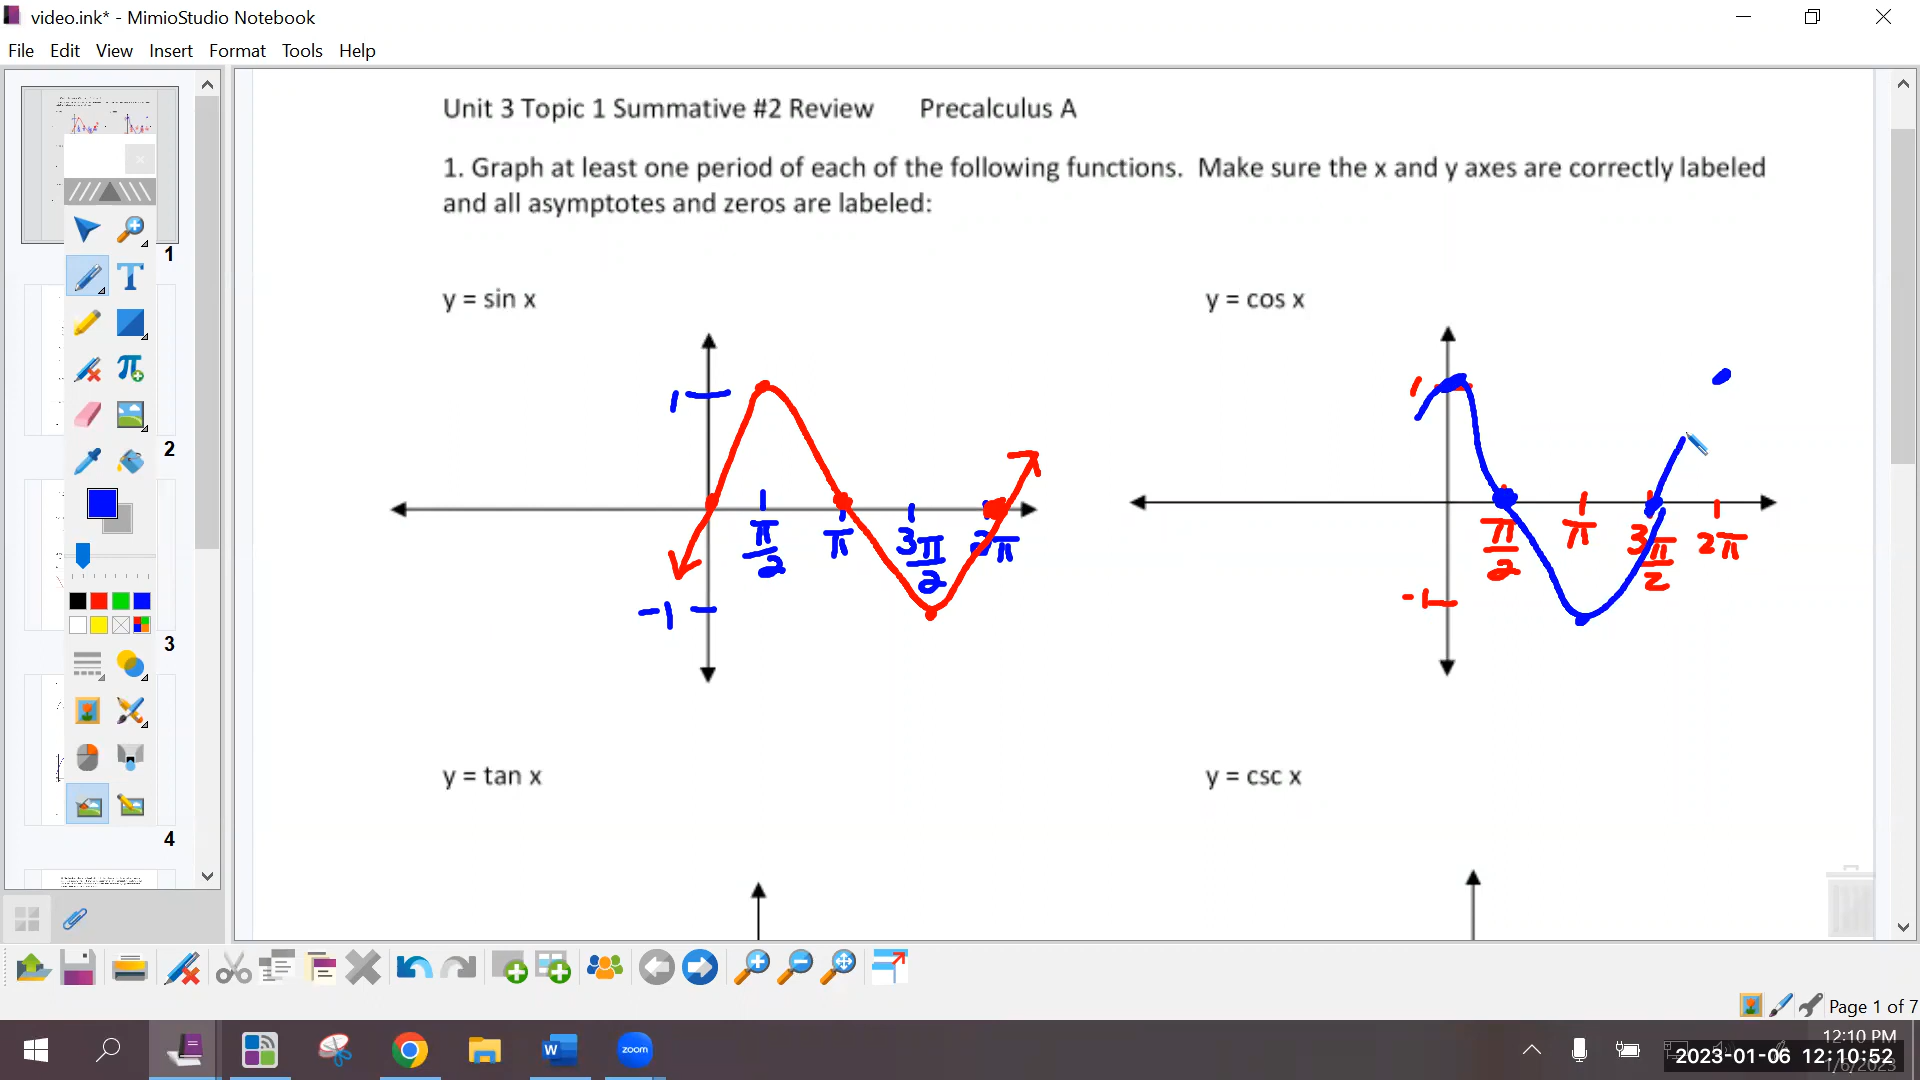 video.ink* - MimioStudio Notebook
File Edit View Insert Format Tools Help
Unit 3 Topic 1 Summative #2 Review Precalculus A
1. Graph at least one period of each of the following functions. Make sure the x and y axes are correctly labeled
and all asymptotes and zeros are labeled:
y = sin x
1
π/2 π 3π/2 2π
-1
y = cos x
1
π/2 π 3π/2 2π
-1
y = tan x
y = csc x
1
2
3
4
T
π
Page 1 of 7
W
zoom
12:10 PM
2023-01-06 12:10:52